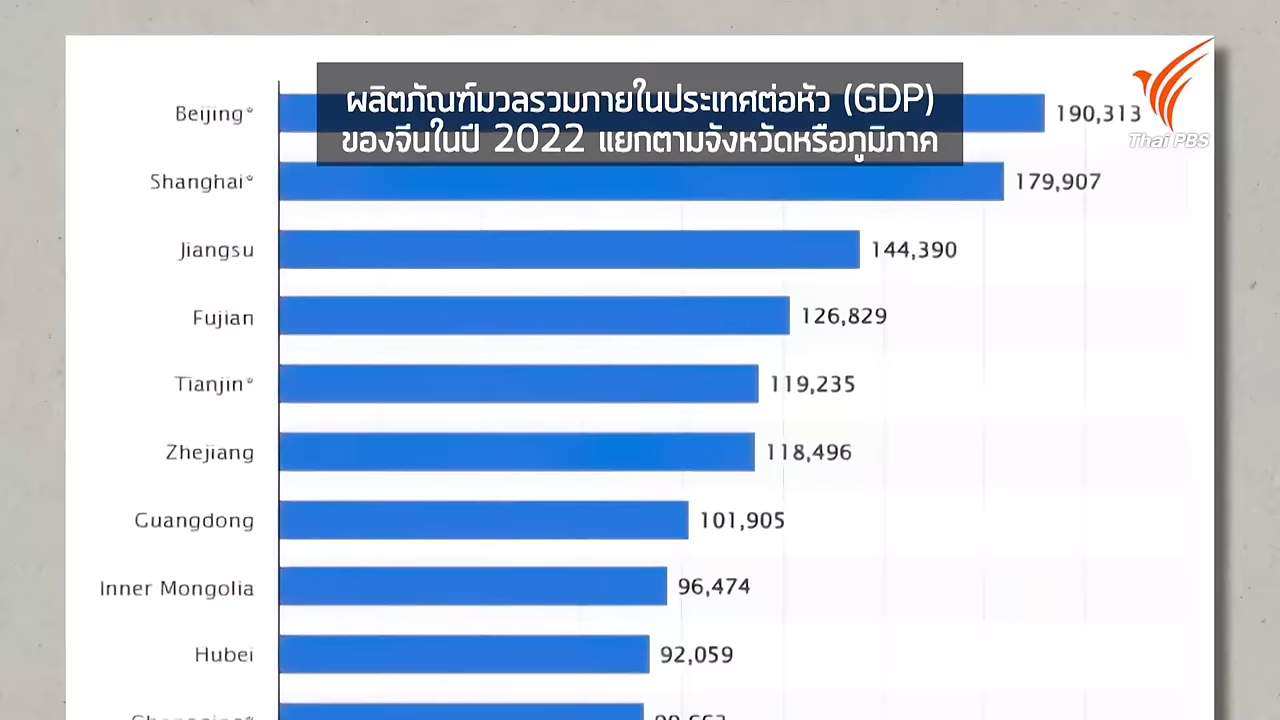 ผลิตภัณฑ์มวลรวมภายในประเทศต่อหัว (GDP)
ของจีนในปี 2022 แยกตามจังหวัดหรือภูมิภาค
Thai PBS
Beijing* 190,313
Shanghai* 179,907
Jiangsu 144,390
Fujian 126,829
Tianjin* 119,235
Zhejiang 118,496
Guangdong 101,905
Inner Mongolia 96,474
Hubei 92,059